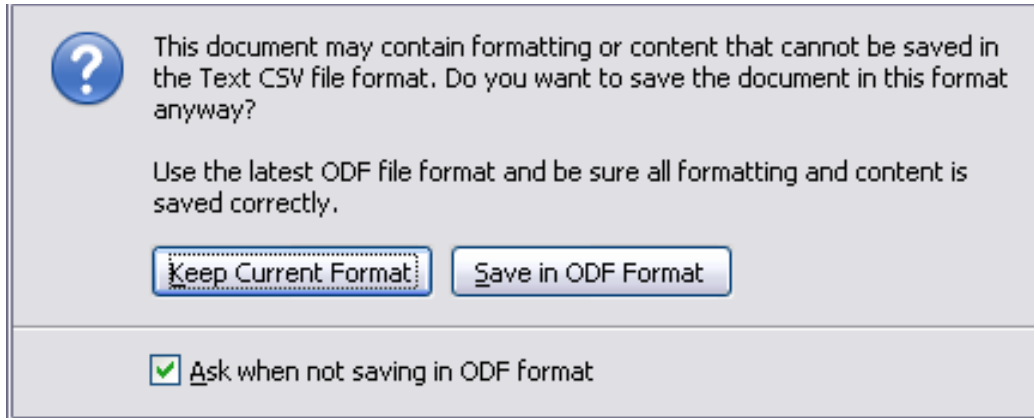 This document may contain formatting or content that cannot be saved in
the Text CSV file format. Do you want to save the document in this format
anyway?
Use the latest ODF file format and be sure all formatting and content is
saved correctly.
Keep Current Format
Save in ODF Format
Ask when not saving in ODF format